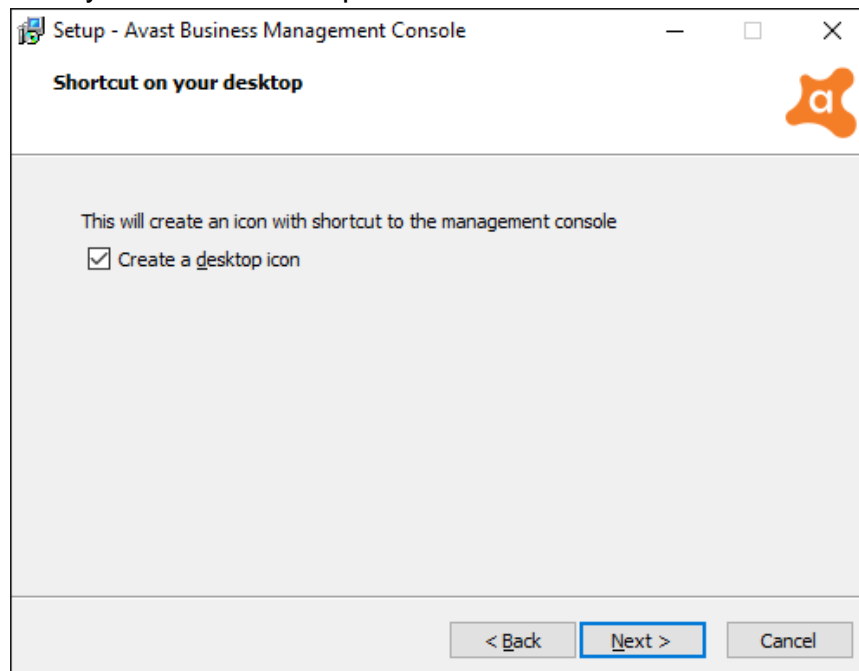 Setup - Avast Business Management Console
Shortcut on your desktop
This will create an icon with shortcut to the management console
Create a desktop icon
< Back Next > Cancel